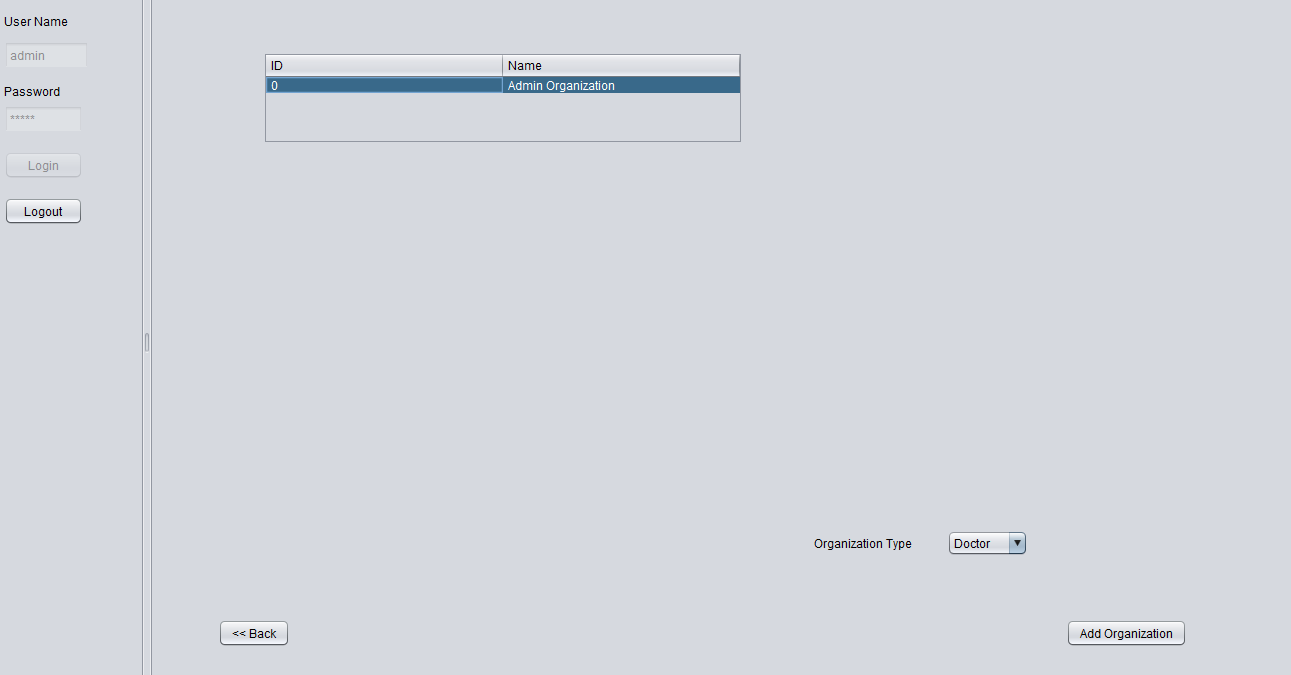 User Name
admin
Password
*****
Login
Logout
ID Name
0 Admin Organization
Organization Type Doctor
<< Back Add Organization